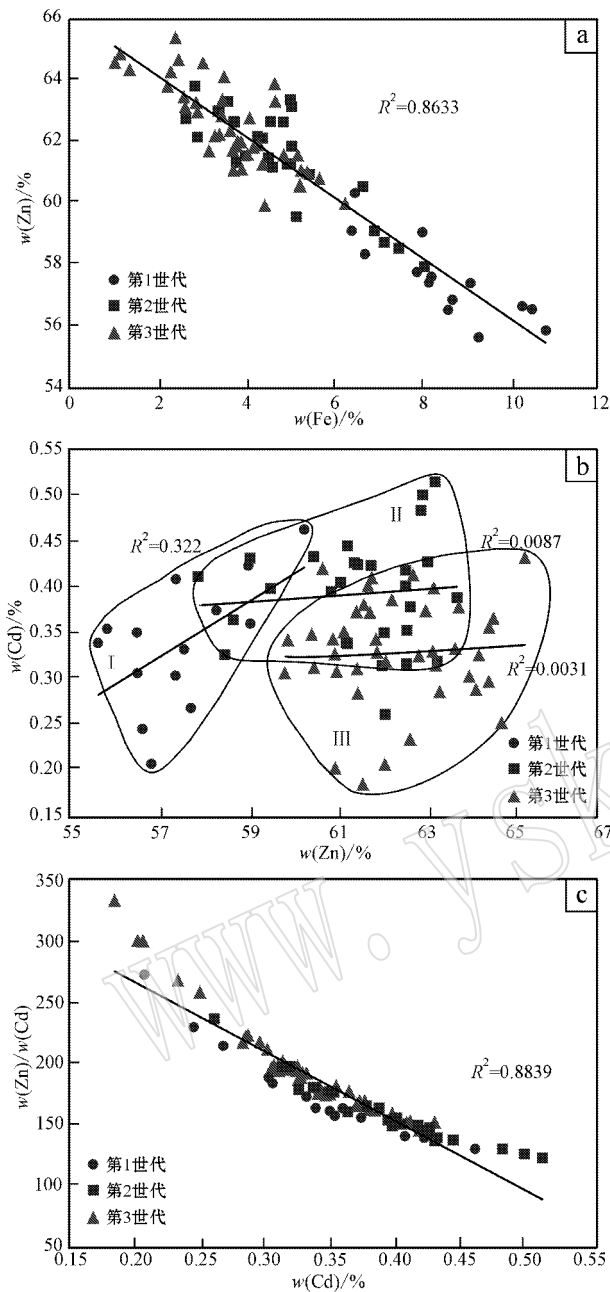 a
66
64
62
60
58
56
54
w(Zn)/%
R²=0.8633
第1世代
第2世代
第3世代
0 2 4 6 8 10 12
w(Fe)/%
b
0.55
0.50
0.45
0.40
0.35
0.30
0.25
0.20
0.15
w(Cd)/%
II
R²=0.322
R²=0.0087
I
R²=0.0031
III
第1世代
第2世代
第3世代
55 57 59 61 63 65 67
w(Zn)/%
c
350
300
250
200
150
100
50
w(Zn)/w(Cd)
R²=0.8839
第1世代
第2世代
第3世代
0.15 0.20 0.25 0.30 0.35 0.40 0.45 0.50 0.55
w(Cd)/%
www.ysk